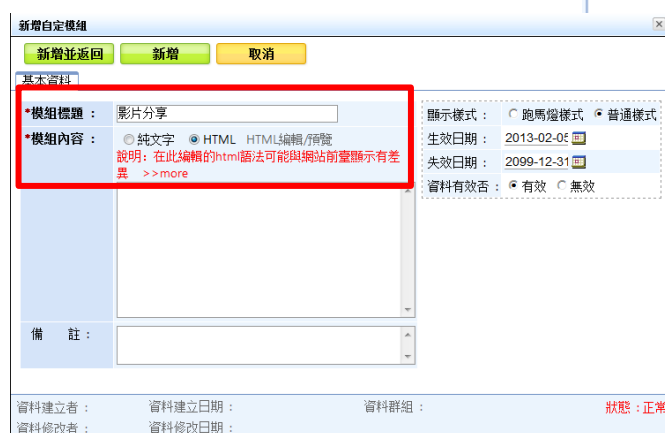 新增自定模組
新增並返回 新增 取消
基本資料
*模組標題 : 影片分享
*模組內容 : 純文字 HTML HTML編輯/預覽
說明：在此編輯的html語法可能與網站前臺顯示有差
異 >>more
顯示樣式 : 跑馬燈樣式 普通樣式
生效日期 : 2013-02-05
失效日期 : 2099-12-31
資料有效否 : 有效 無效
備 註 :
資料建立者 : 資料建立日期 : 資料群組 : 狀態 : 正常
資料修改者 : 資料修改日期 :